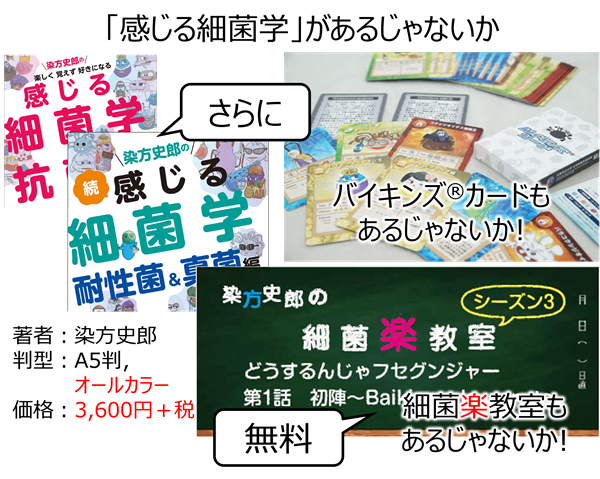 「感じる細菌学」があるじゃないか
染方史郎の
楽しく 覚えず 好きになる
感じる
細菌学
抗
さらに
染方史郎の
続 感じる
細菌学
耐性菌&真菌編
バイキンズ®カードも
あるじゃないか!
著者:染方史郎
判型:A5判,
オールカラー
価格:3,600円+税
染方史郎の
シーズン3
細菌楽教室
どうするんじゃフセグンジャー
第1話 初陣～Baik
月 日( ) 日直
無料
細菌楽教室も
あるじゃないか!